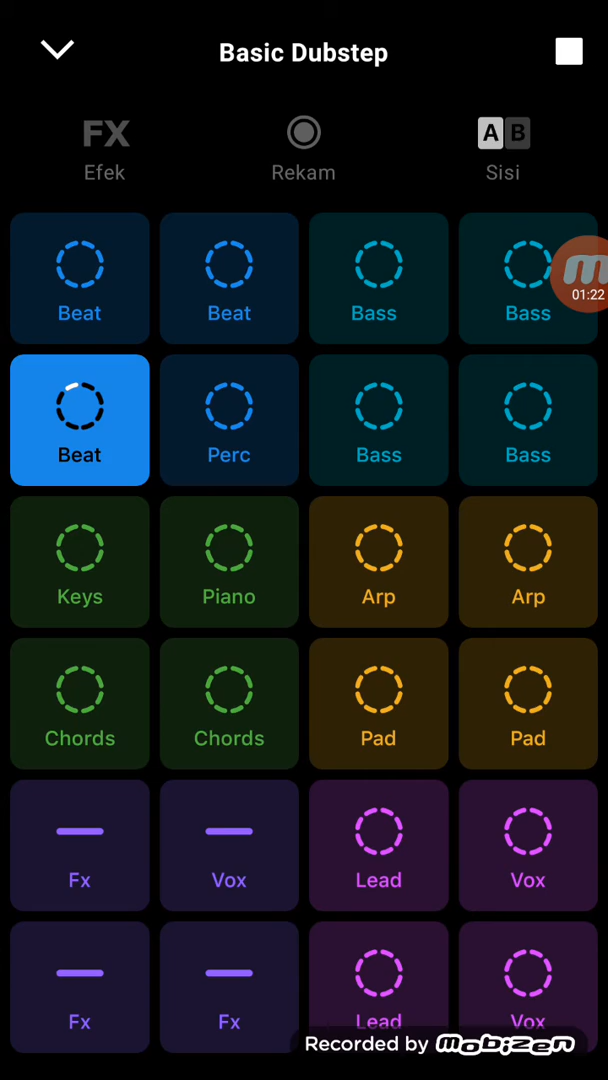 Basic Dubstep
FX
A B
Efek
Rekam
Sisi
Beat
Beat
Bass
Bass
01:22
Beat
Perc
Bass
Bass
Keys
Piano
Arp
Arp
Chords
Chords
Pad
Pad
Fx
Vox
Lead
Vox
Fx
Fx
Lead
Vox
Recorded by mobizen